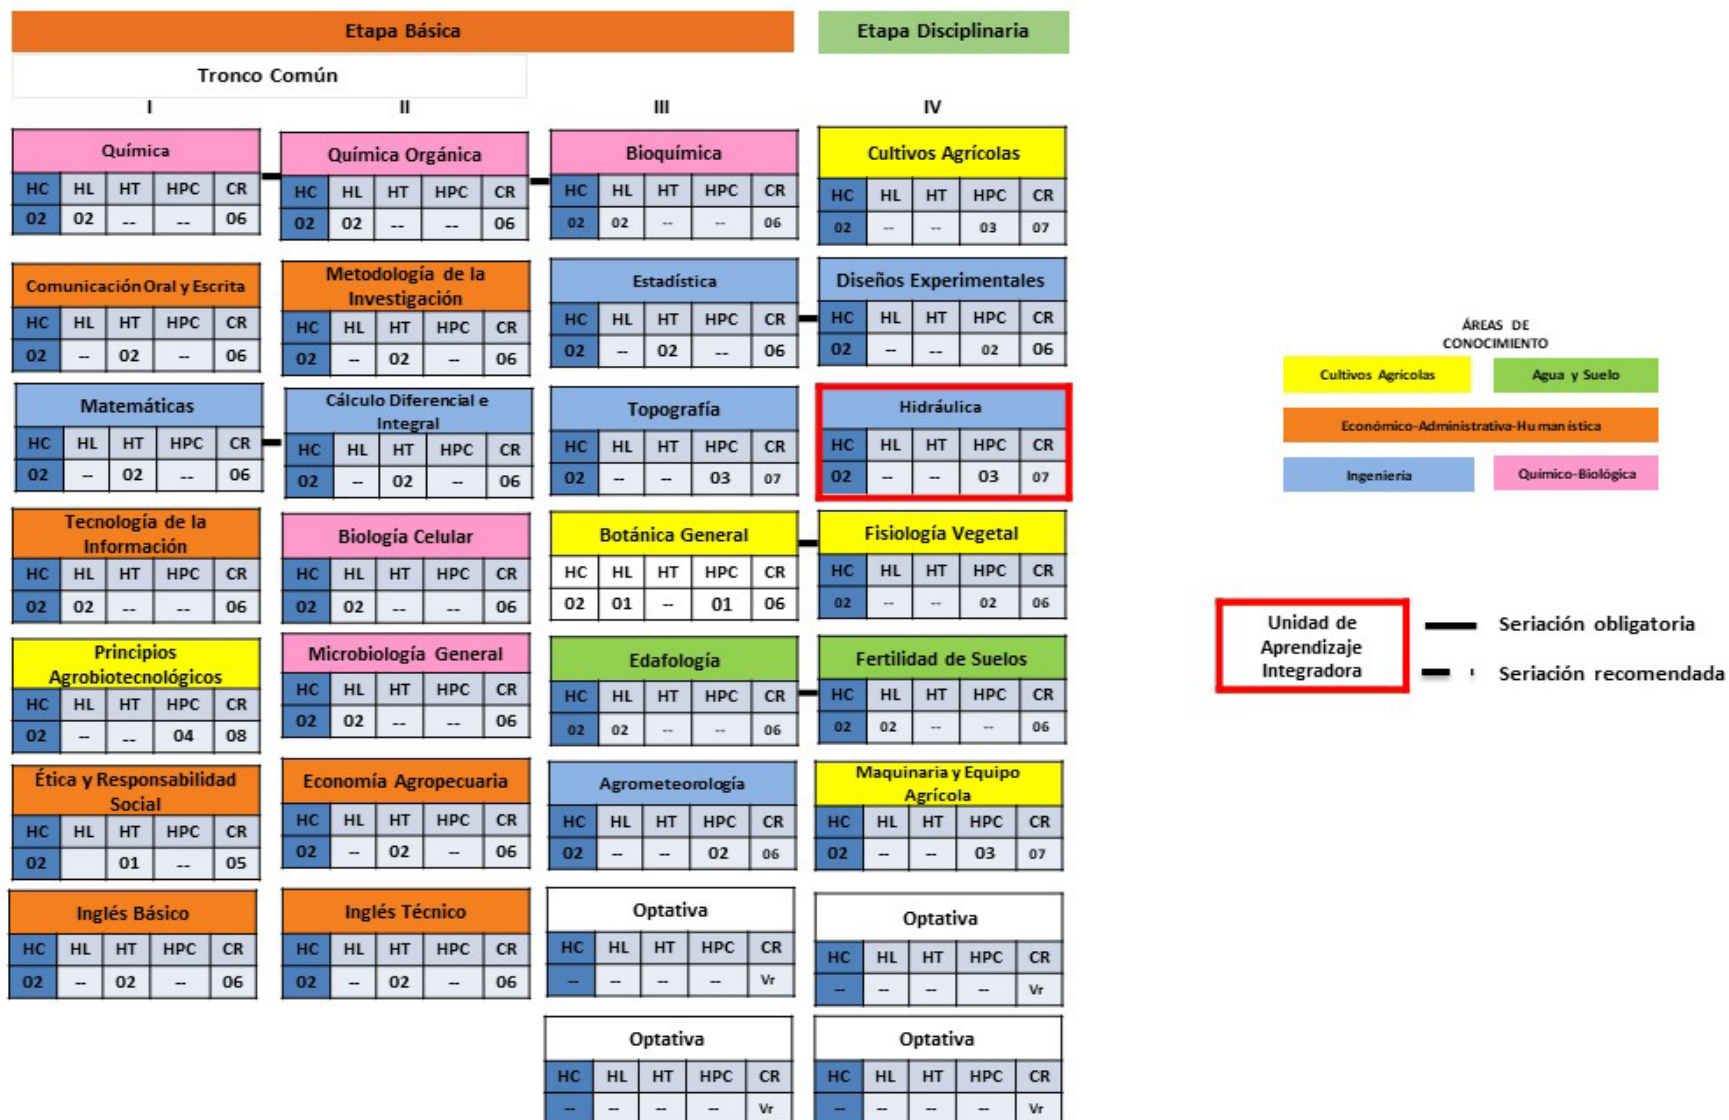 Etapa Básica
Etapa Disciplinaria
Tronco Común
I
II
III
IV
Química
HC HL HT HPC CR
02 02 -- -- 06
Química Orgánica
HC HL HT HPC CR
02 02 -- -- 06
Bioquímica
HC HL HT HPC CR
02 02 -- -- 06
Cultivos Agrícolas
HC HL HT HPC CR
02 -- -- 03 07
Comunicación Oral y Escrita
HC HL HT HPC CR
02 -- 02 -- 06
Metodología de la
Investigación
HC HL HT HPC CR
02 -- 02 -- 06
Estadística
HC HL HT HPC CR
02 -- 02 -- 06
Diseños Experimentales
HC HL HT HPC CR
02 -- -- 02 06
Matemáticas
HC HL HT HPC CR
02 -- 02 -- 06
Cálculo Diferencial e
Integral
HC HL HT HPC CR
02 -- 02 -- 06
Topografía
HC HL HT HPC CR
02 -- -- 03 07
Hidráulica
HC HL HT HPC CR
02 -- -- 03 07
Tecnología de la
Información
HC HL HT HPC CR
02 02 -- -- 06
Biología Celular
HC HL HT HPC CR
02 02 -- -- 06
Botánica General
HC HL HT HPC CR
02 01 -- 01 06
Fisiología Vegetal
HC HL HT HPC CR
02 -- -- 02 06
Principios
Agrobiotecnológicos
HC HL HT HPC CR
02 -- -- 04 08
Microbiología General
HC HL HT HPC CR
02 02 -- -- 06
Edafología
HC HL HT HPC CR
02 02 -- -- 06
Fertilidad de Suelos
HC HL HT HPC CR
02 02 -- -- 06
Ética y Responsabilidad
Social
HC HL HT HPC CR
02 01 -- 05
Economía Agropecuaria
HC HL HT HPC CR
02 -- 02 -- 06
Agrometeorología
HC HL HT HPC CR
02 -- -- 02 06
Maquinaria y Equipo
Agrícola
HC HL HT HPC CR
02 -- -- 03 07
Inglés Básico
HC HL HT HPC CR
02 -- 02 -- 06
Inglés Técnico
HC HL HT HPC CR
02 -- 02 -- 06
Optativa
HC HL HT HPC CR
-- -- -- -- Vr
Optativa
HC HL HT HPC CR
-- -- -- -- Vr
Optativa
HC HL HT HPC CR
-- -- -- -- Vr
Optativa
HC HL HT HPC CR
-- -- -- -- Vr
ÁREAS DE
CONOCIMIENTO
Cultivos Agrícolas
Agua y Suelo
Económico-Administrativa-Humanística
Ingeniería
Químico-Biológica
Unidad de
Aprendizaje
Integradora
Seriación obligatoria
Seriación recomendada